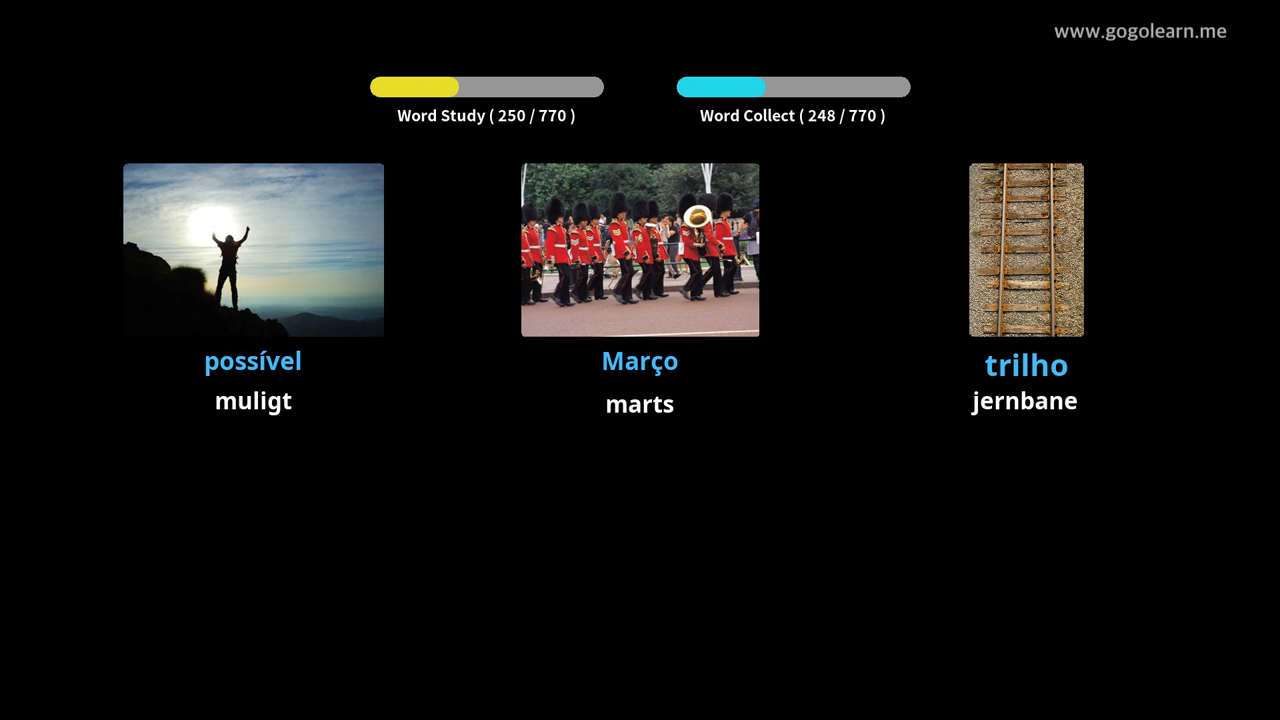 www.gogolearn.me
Word Study ( 250 / 770 )
Word Collect ( 248 / 770 )
possível
muligt
Março
marts
trilho
jernbane